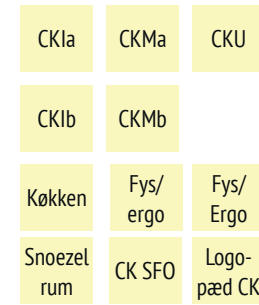 CKIa CKMa CKU
CKIb CKMb
Køkken
Fys/
ergo
Fys/
Ergo
Snoezel
rum
CK SFO
Logo-
pæd CK